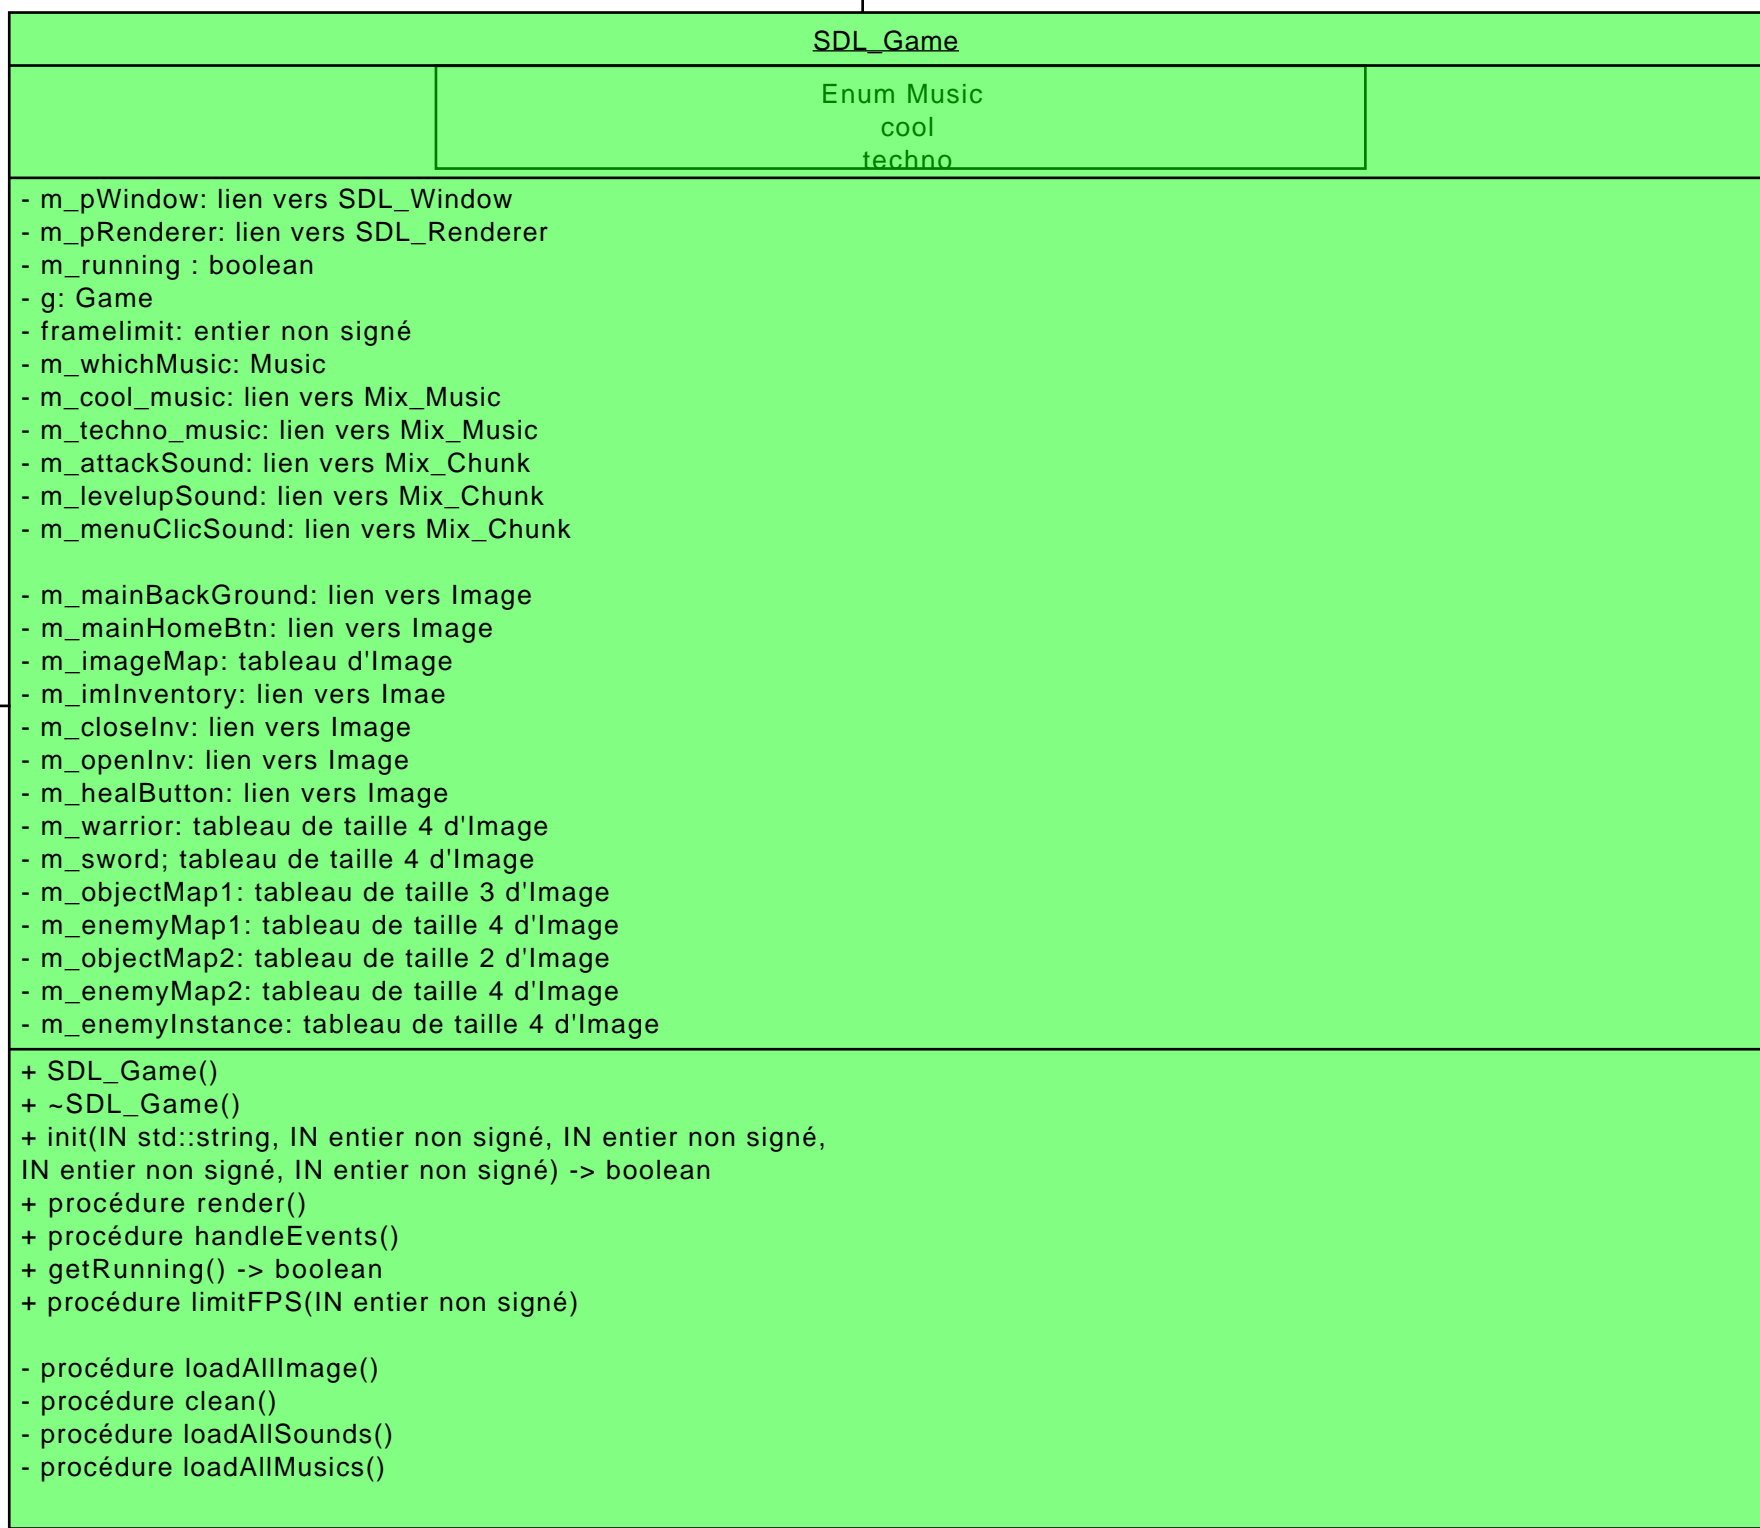 SDL_Game
Enum Music
cool
techno
- m_pWindow: lien vers SDL_Window
- m_pRenderer: lien vers SDL_Renderer
- m_running : boolean
- g: Game
- framelimit: entier non signé
- m_whichMusic: Music
- m_cool_music: lien vers Mix_Music
- m_techno_music: lien vers Mix_Music
- m_attackSound: lien vers Mix_Chunk
- m_levelupSound: lien vers Mix_Chunk
- m_menuClicSound: lien vers Mix_Chunk
- m_mainBackGround: lien vers Image
- m_mainHomeBtn: lien vers Image
- m_imageMap: tableau d'Image
- m_imInventory: lien vers Imae
- m_closeInv: lien vers Image
- m_openInv: lien vers Image
- m_healButton: lien vers Image
- m_warrior: tableau de taille 4 d'Image
- m_sword; tableau de taille 4 d'Image
- m_objectMap1: tableau de taille 3 d'Image
- m_enemyMap1: tableau de taille 4 d'Image
- m_objectMap2: tableau de taille 2 d'Image
- m_enemyMap2: tableau de taille 4 d'Image
- m_enemyInstance: tableau de taille 4 d'Image
+ SDL_Game()
+ ~SDL_Game()
+ init(IN std::string, IN entier non signé, IN entier non signé,
IN entier non signé, IN entier non signé) -> boolean
+ procédure render()
+ procédure handleEvents()
+ getRunning() -> boolean
+ procédure limitFPS(IN entier non signé)
- procédure loadAllImage()
- procédure clean()
- procédure loadAllSounds()
- procédure loadAllMusics()